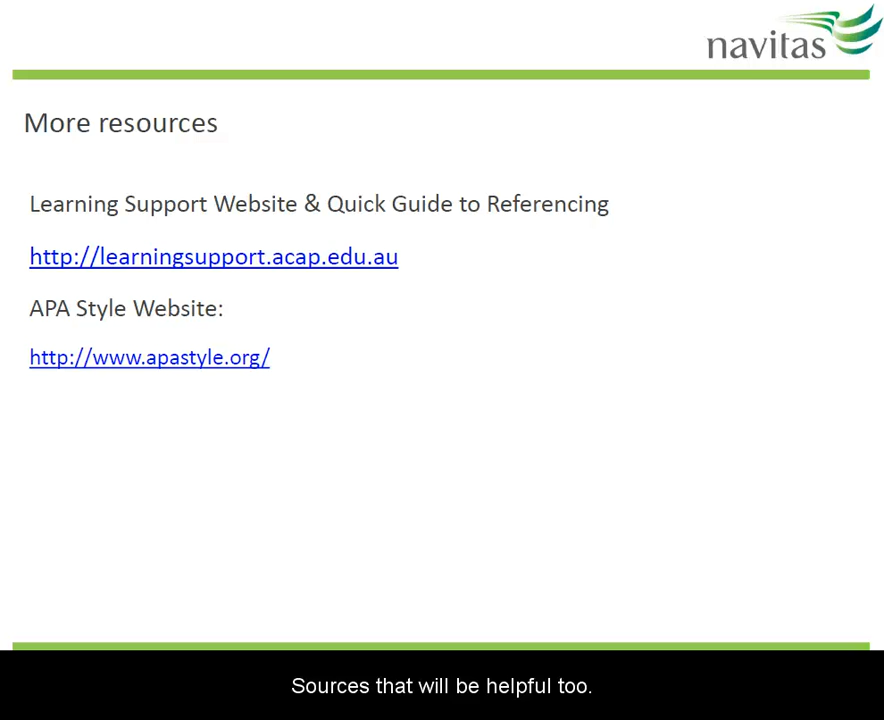 navitas
More resources
Learning Support Website & Quick Guide to Referencing
http://learningsupport.acap.edu.au
APA Style Website:
http://www.apastyle.org/
Sources that will be helpful too.